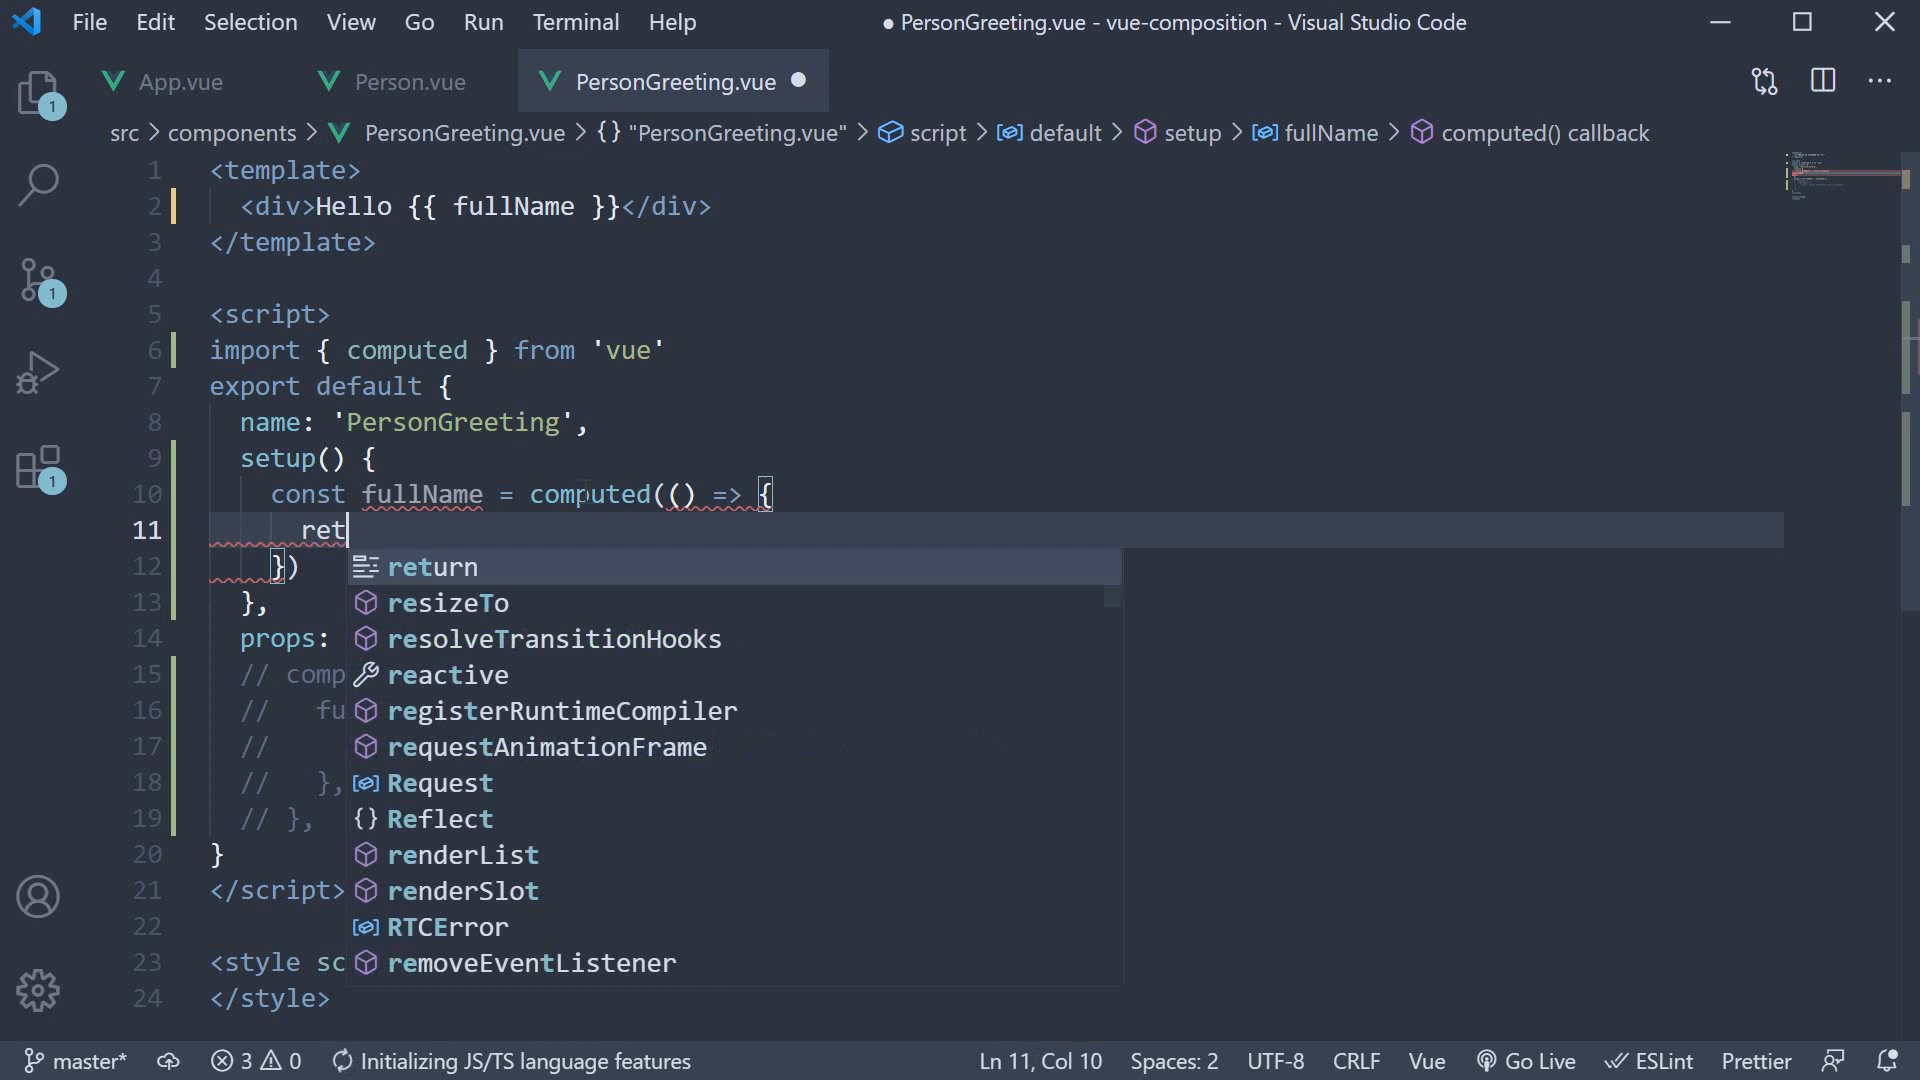 File Edit Selection View Go Run Terminal Help ● PersonGreeting.vue - vue-composition - Visual Studio Code
App.vue Person.vue PersonGreeting.vue
src > components > PersonGreeting.vue > {} "PersonGreeting.vue" > script > default > setup > fullName > computed() callback
1 <template>
2 <div>Hello {{ fullName }}</div>
3 </template>
4
5 <script>
6 import { computed } from 'vue'
7 export default {
8 name: 'PersonGreeting',
9 setup() {
10 const fullName = computed(() => {
11 ret
12 }) return
13 }, resizeTo
14 props: resolveTransitionHooks
15 // comp reactive
16 // fu registerRuntimeCompiler
17 // requestAnimationFrame
18 // }, Request
19 // }, {} Reflect
20 } renderList
21 </script> renderSlot
22 RTCError
23 <style sc removeEventListener
24 </style>
1
1
1
master* 3 0 Initializing JS/TS language features Ln 11, Col 10 Spaces: 2 UTF-8 CRLF Vue Go Live ESLint Prettier